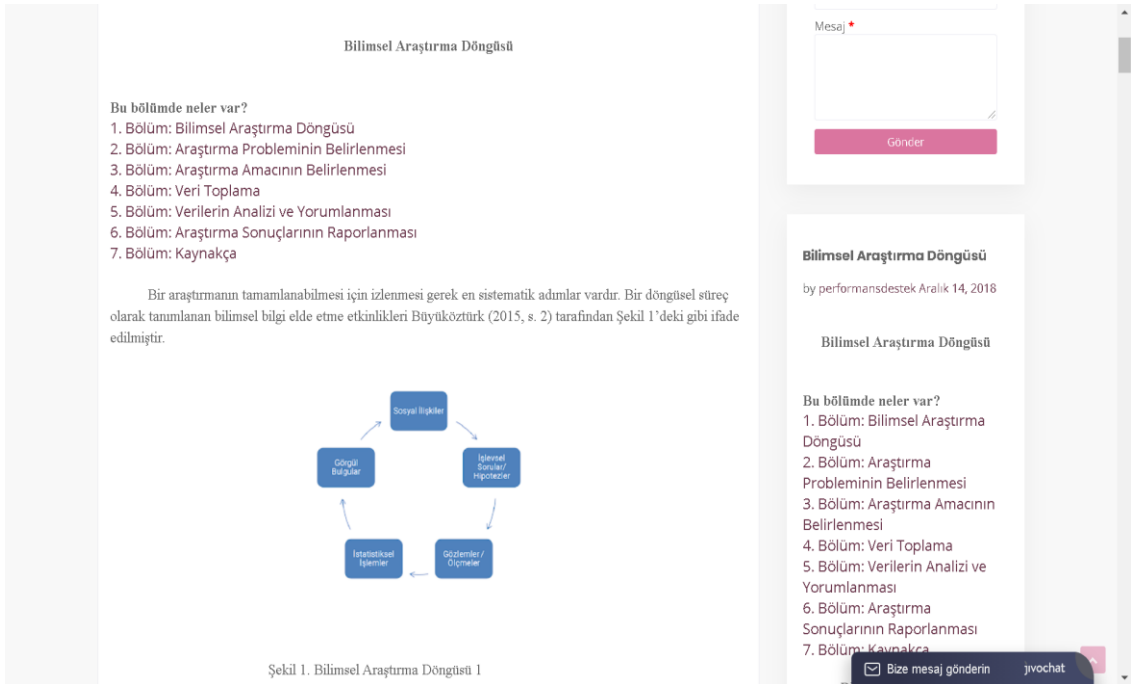 Bilimsel Araştırma Döngüsü
Bu bölümde neler var?
1. Bölüm: Bilimsel Araştırma Döngüsü
2. Bölüm: Araştırma Probleminin Belirlenmesi
3. Bölüm: Araştırma Amacının Belirlenmesi
4. Bölüm: Veri Toplama
5. Bölüm: Verilerin Analizi ve Yorumlanması
6. Bölüm: Araştırma Sonuçlarının Raporlanması
7. Bölüm: Kaynakça
Bir araştırmanın tamamlanabilmesi için izlenmesi gerek en sistematik adımlar vardır. Bir döngüsel süreç
olarak tanımlanan bilimsel bilgi elde etme etkinlikleri Büyüköztürk (2015, s. 2) tarafından Şekil 1’deki gibi ifade
edilmiştir.
Sosyal İlişkiler
İşlevsel
Sorular/
Hipotezler
Gözlemler /
Ölçmeler
İstatistiksel
İşlemler
Görgül
Bulgular
Şekil 1. Bilimsel Araştırma Döngüsü 1
Mesaj *
Gönder
Bilimsel Araştırma Döngüsü
by performansdestek Aralık 14, 2018
Bilimsel Araştırma Döngüsü
Bu bölümde neler var?
1. Bölüm: Bilimsel Araştırma
Döngüsü
2. Bölüm: Araştırma
Probleminin Belirlenmesi
3. Bölüm: Araştırma Amacının
Belirlenmesi
4. Bölüm: Veri Toplama
5. Bölüm: Verilerin Analizi ve
Yorumlanması
6. Bölüm: Araştırma
Sonuçlarının Raporlanması
7. Bölüm: Kaynakça
Bize mesaj gönderin
jivochat